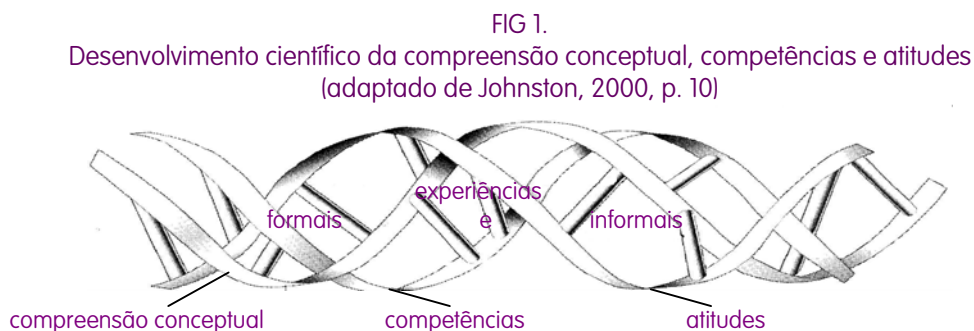 FIG 1.
Desenvolvimento científico da compreensão conceptual, competências e atitudes
(adaptado de Johnston, 2000, p. 10)
experiências
formais e informais
compreensão conceptual competências atitudes